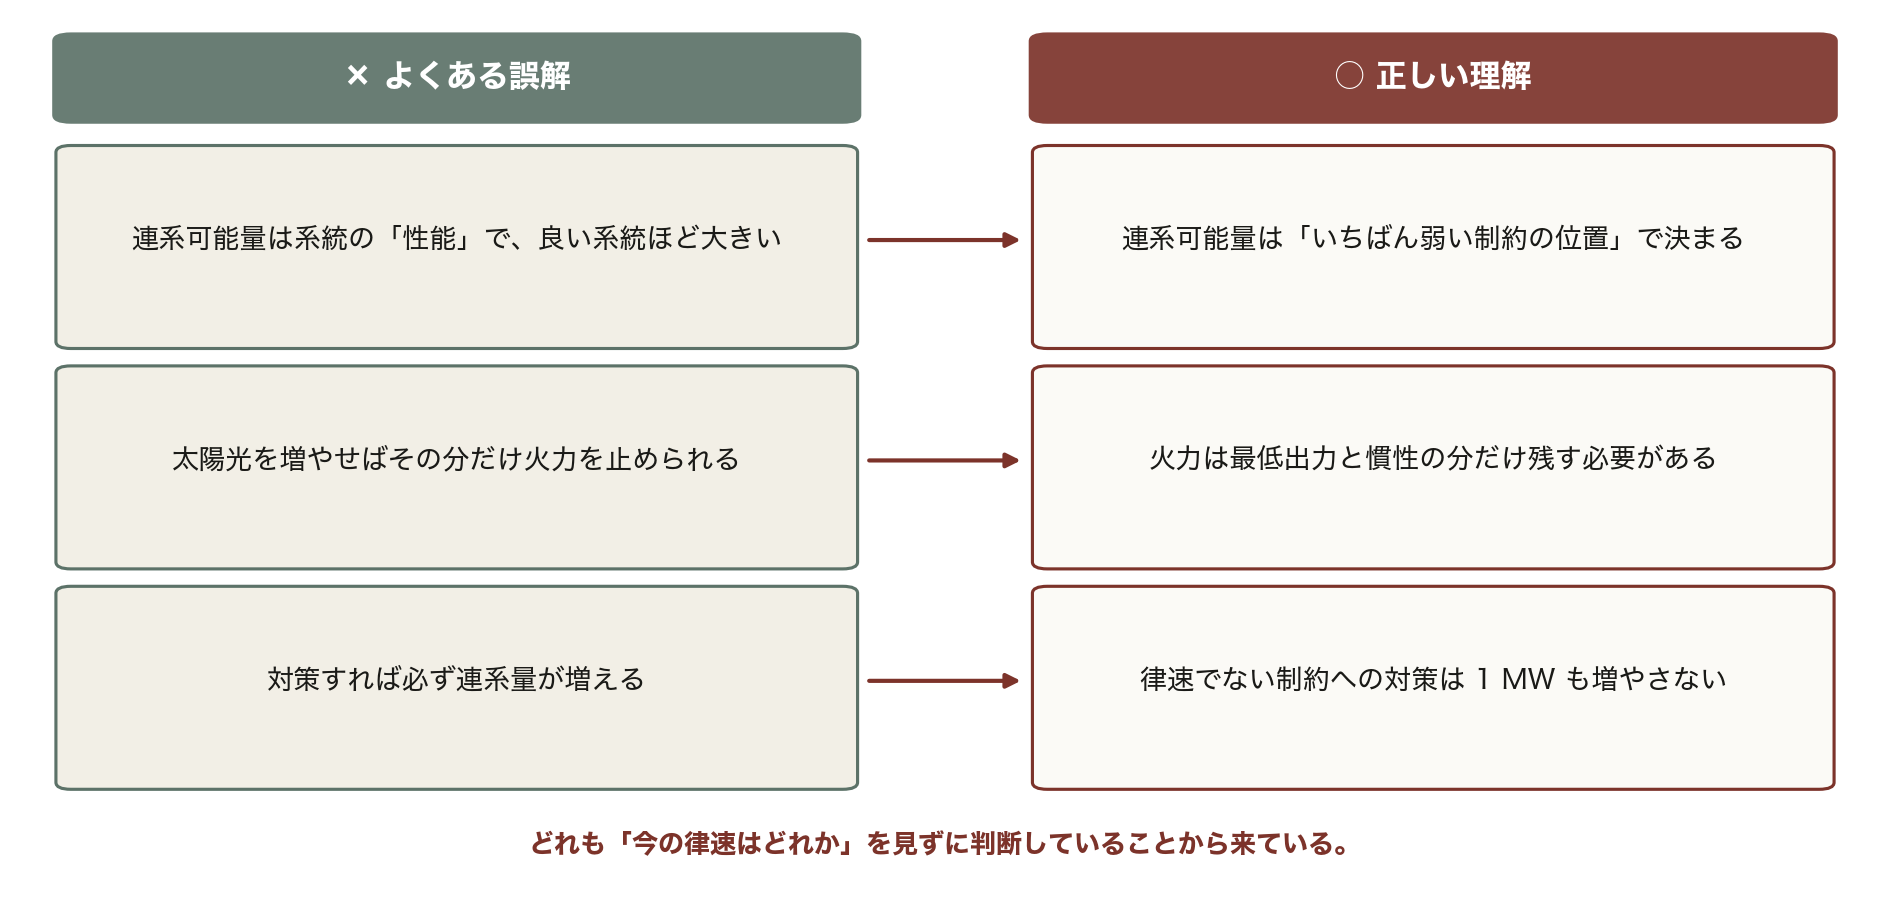 × よくある誤解
○ 正しい理解
連系可能量は系統の「性能」で、良い系統ほど大きい
連系可能量は「いちばん弱い制約の位置」で決まる
太陽光を増やせばその分だけ火力を止められる
火力は最低出力と慣性の分だけ残す必要がある
対策すれば必ず連系量が増える
律速でない制約への対策は 1 MW も増やさない
どれも「今の律速はどれか」を見ずに判断していることから来ている。